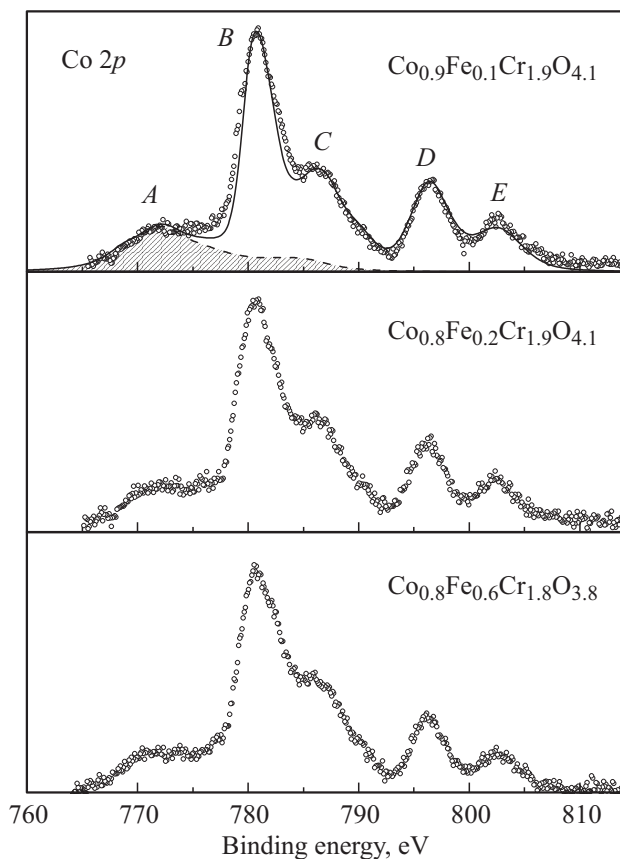 Co 2p
B
Co0.9Fe0.1Cr1.9O4.1
C
D
A
E
Co0.8Fe0.2Cr1.9O4.1
Co0.8Fe0.6Cr1.8O3.8
760 770 780 790 800 810
Binding energy, eV